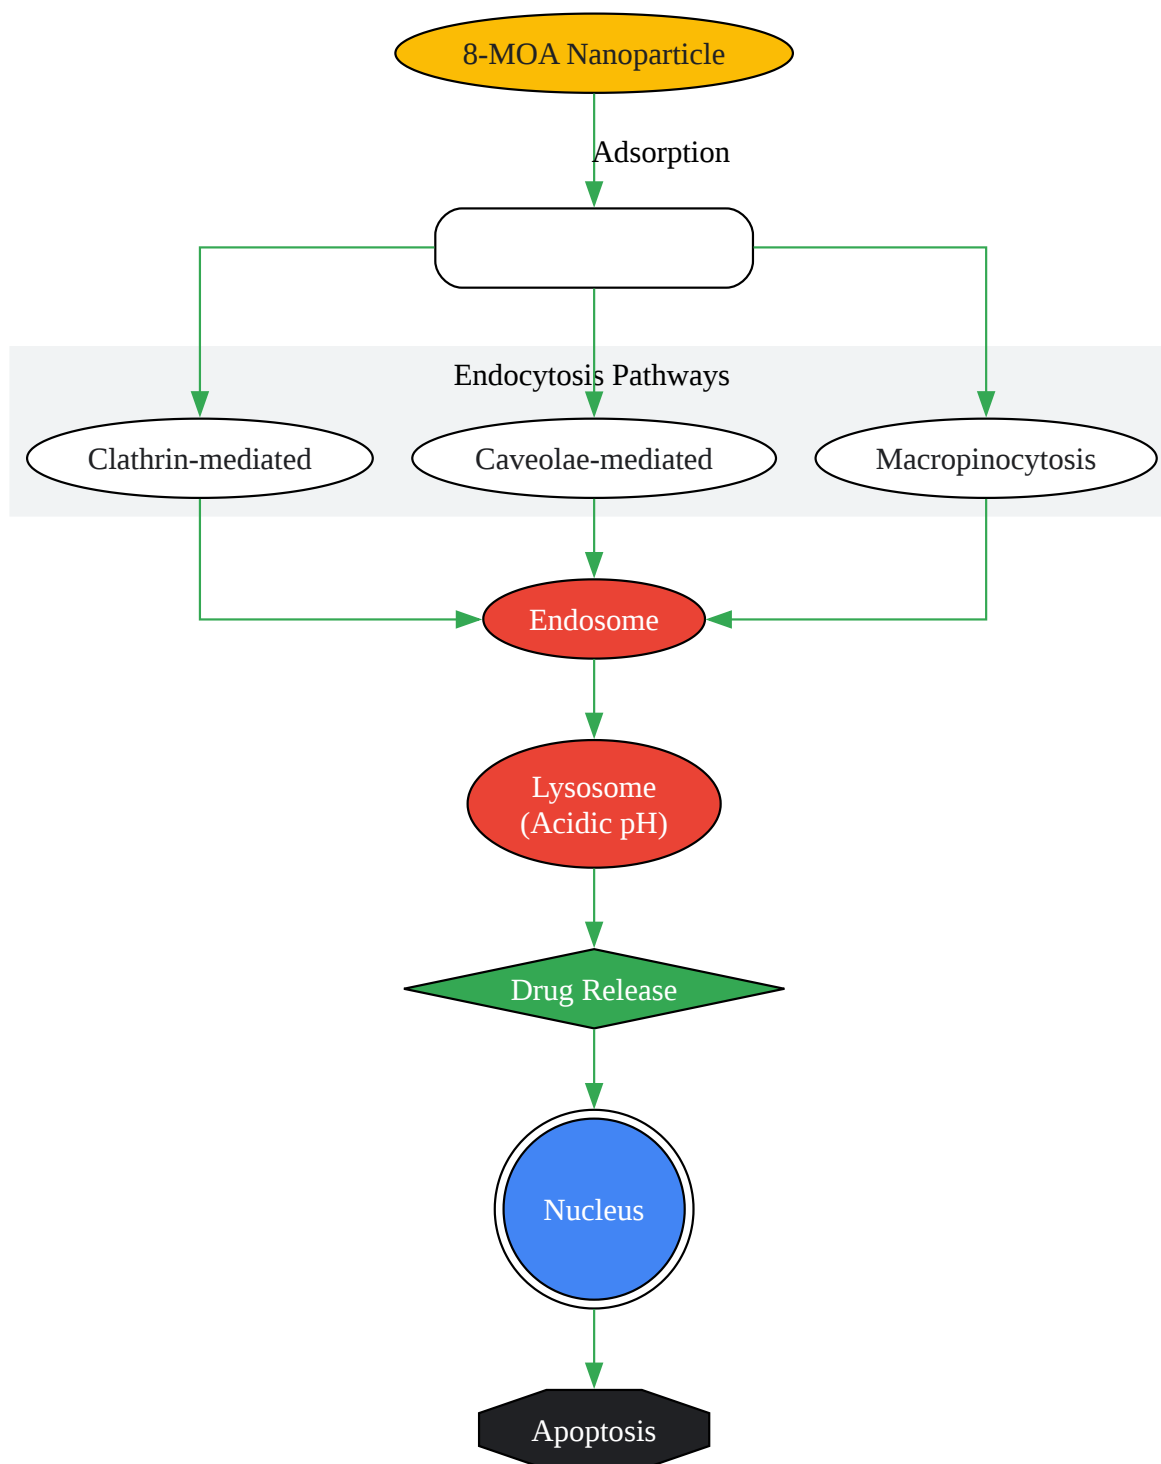 8-MOA Nanoparticle
Adsorption
Endocytosis Pathways
Clathrin-mediated
Caveolae-mediated
Macropinocytosis
Endosome
Lysosome
(Acidic pH)
Drug Release
Nucleus
Apoptosis